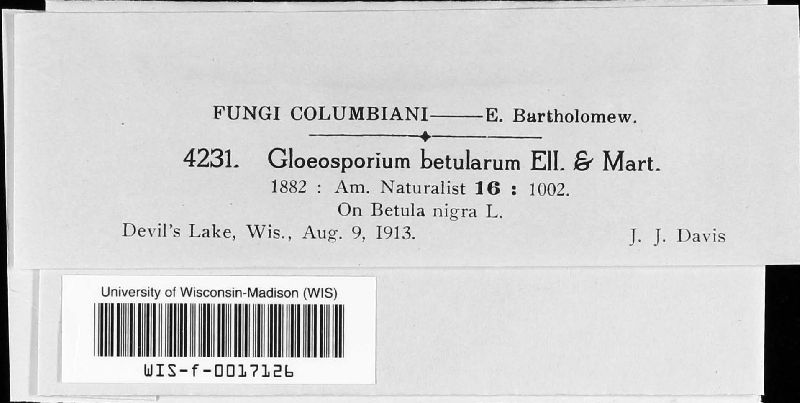 FUNGI COLUMBIANI——E. Bartholomew.
4231. Gloeosporium betularum Ell. & Mart.
1882 : Am. Naturalist 16 : 1002.
On Betula nigra L.
Devil's Lake, Wis., Aug. 9, 1913. J. J. Davis
University of Wisconsin-Madison (WIS)
WIS-f-0017126